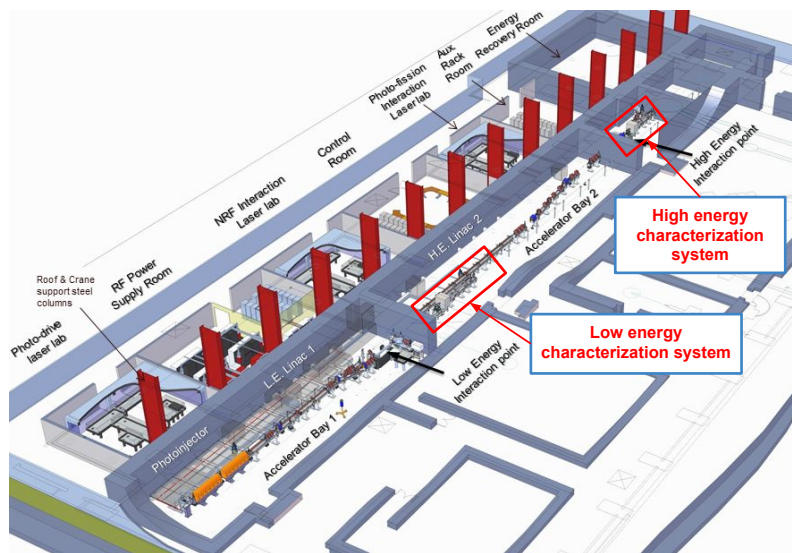 Energy
Recovery Room
Aux.
Rack
Room
Photo-fission
Interaction
Laser lab
Control
Room
NRF Interaction
Laser lab
RF Power
Supply Room
Roof & Crane
support steel
columns
Photo-drive
laser lab
High Energy
Interaction point
High energy
characterization
system
Accelerator Bay 2
H.E. Linac 2
Low energy
characterization system
Low Energy
Interaction point
L.E. Linac 1
Accelerator Bay 1
Photoinjector